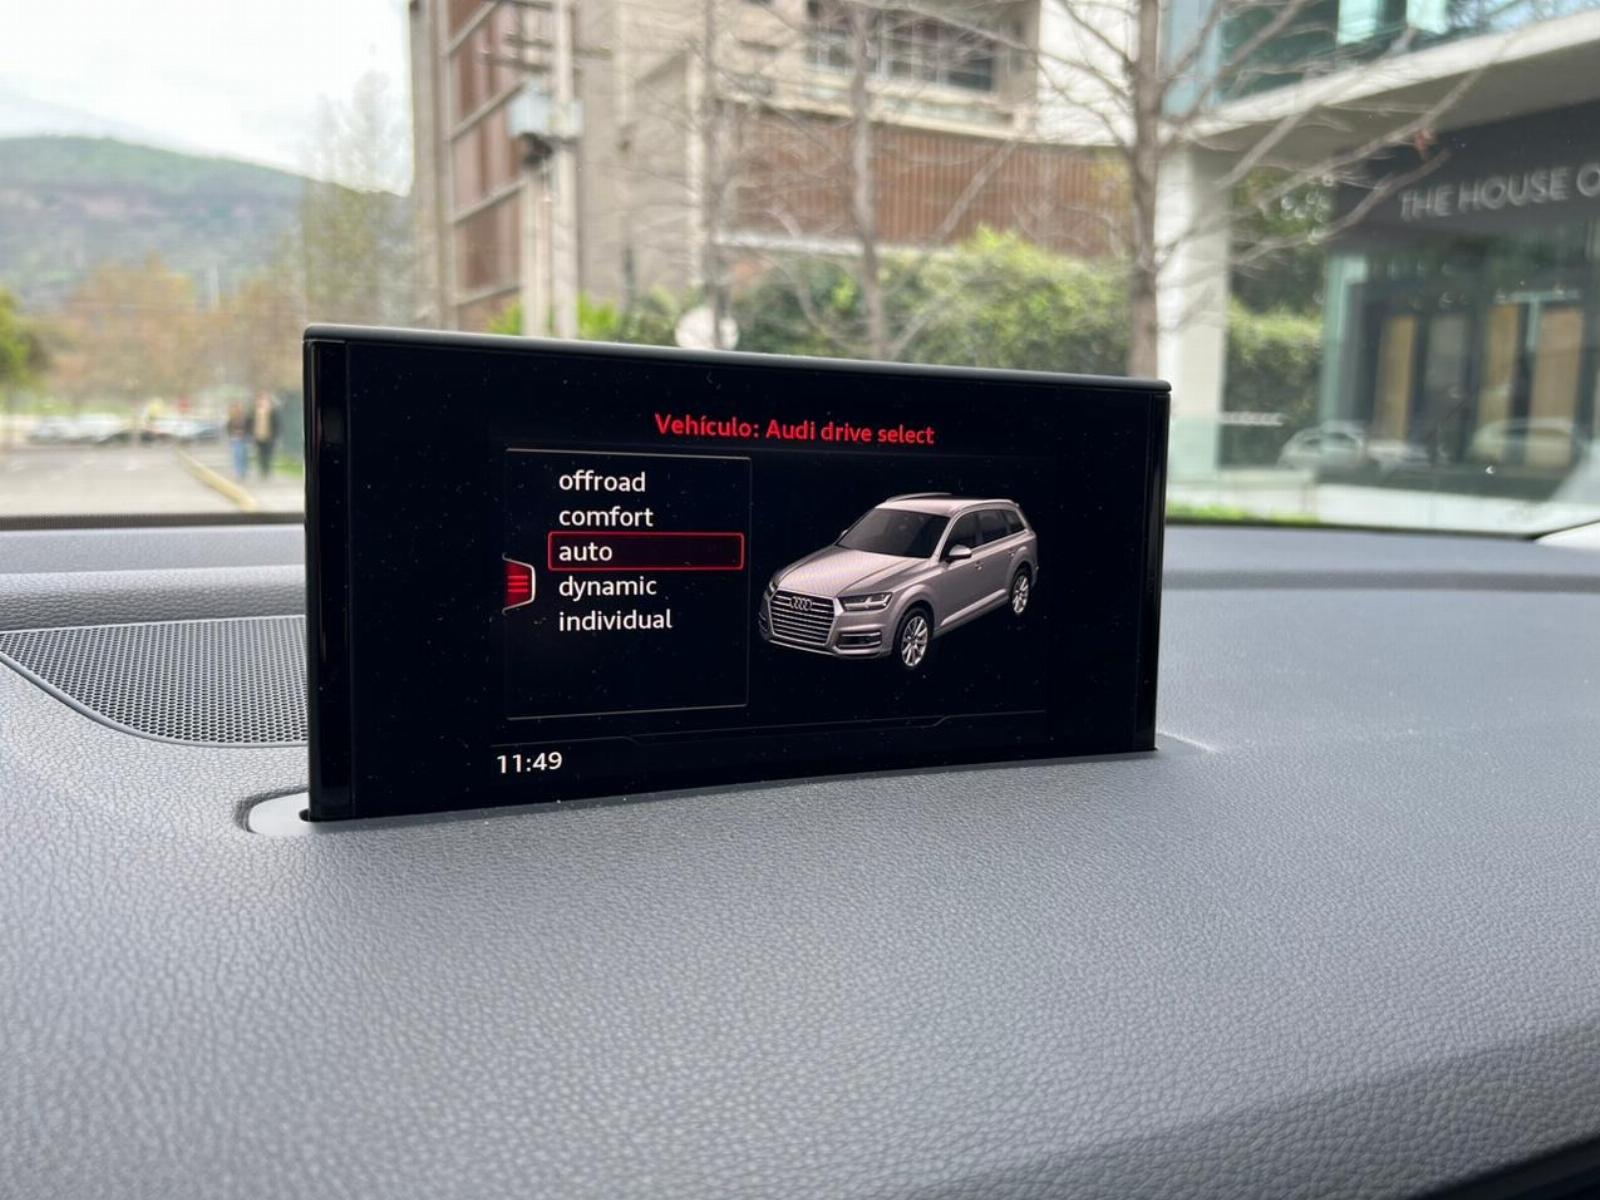 THE HOUSE O
Vehículo: Audi drive select
offroad
comfort
auto
dynamic
individual
11:49